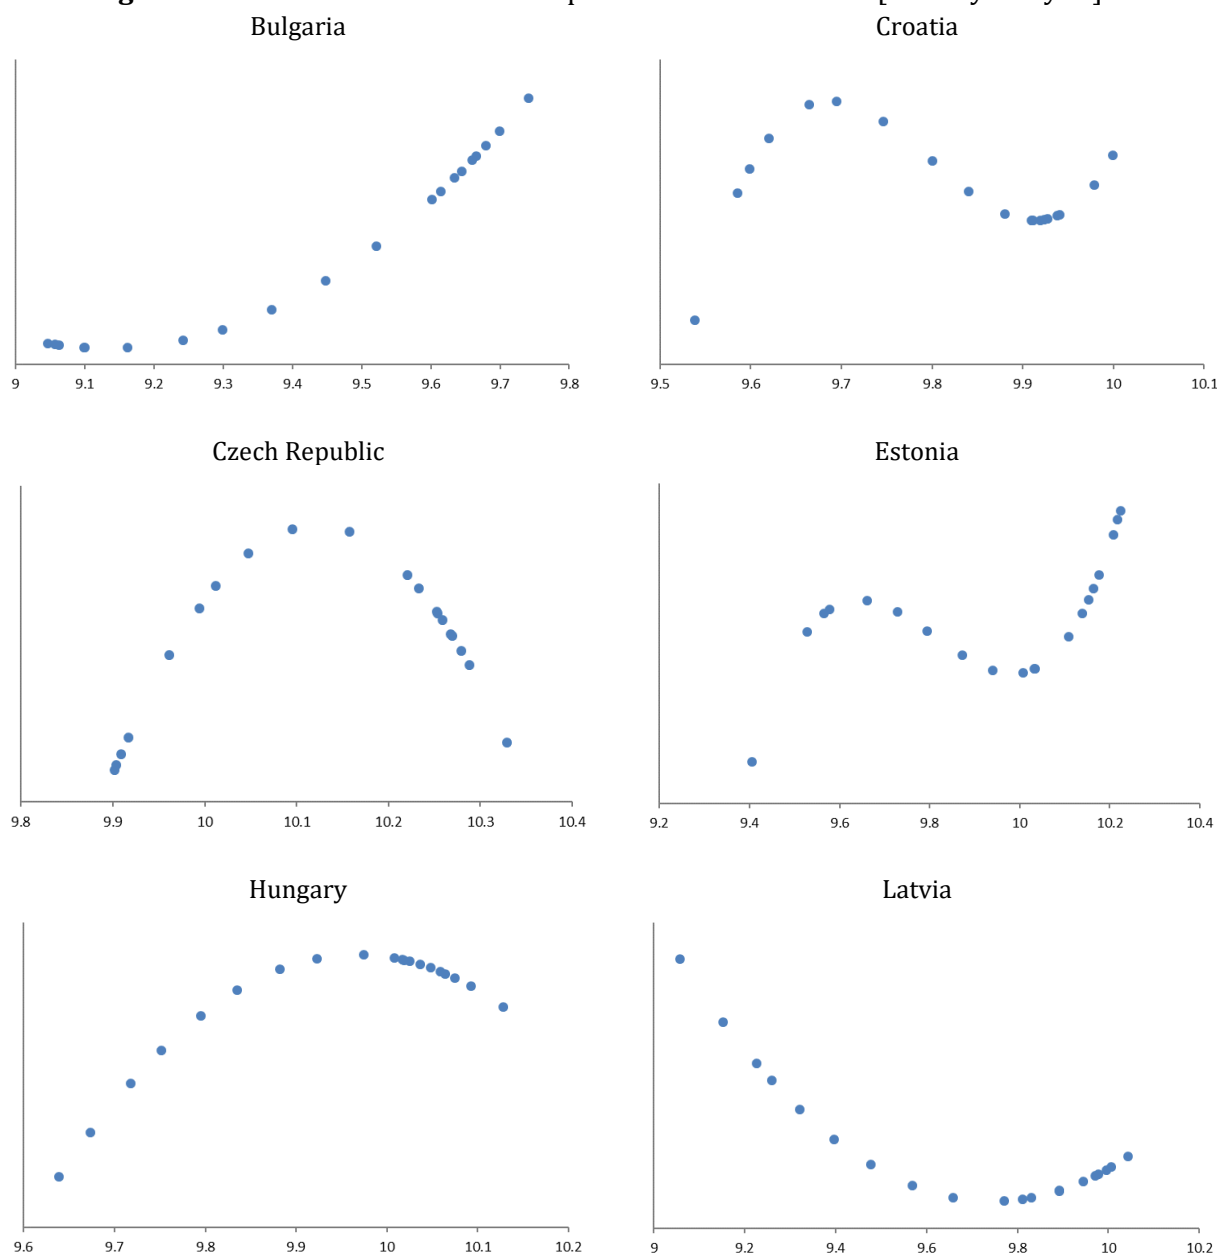 Bulgaria
Croatia
9 9.1 9.2 9.3 9.4 9.5 9.6 9.7 9.8
9.5 9.6 9.7 9.8 9.9 10 10.1
Czech Republic
Estonia
9.8 9.9 10 10.1 10.2 10.3 10.4
9.2 9.4 9.6 9.8 10 10.2 10.4
Hungary
Latvia
9.6 9.7 9.8 9.9 10 10.1 10.2
9 9.2 9.4 9.6 9.8 10 10.2